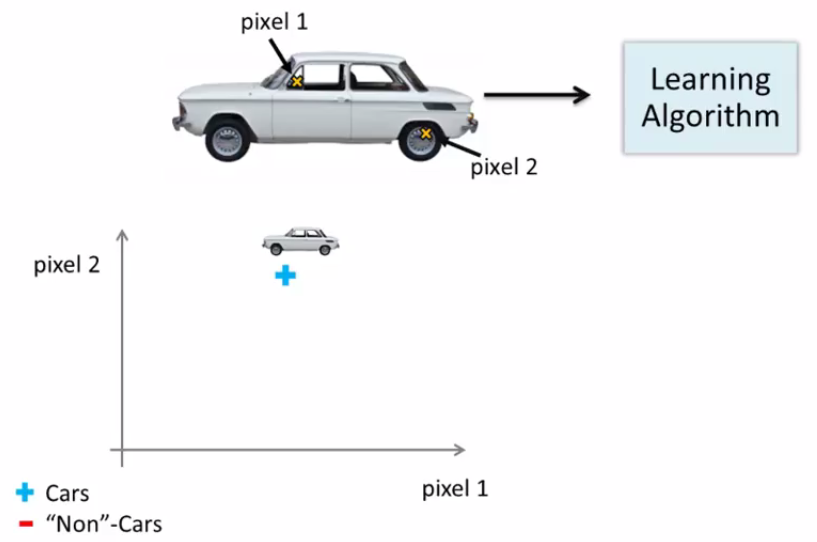 pixel 1
Learning
Algorithm
pixel 2
pixel 2
pixel 1
Cars
“Non”-Cars